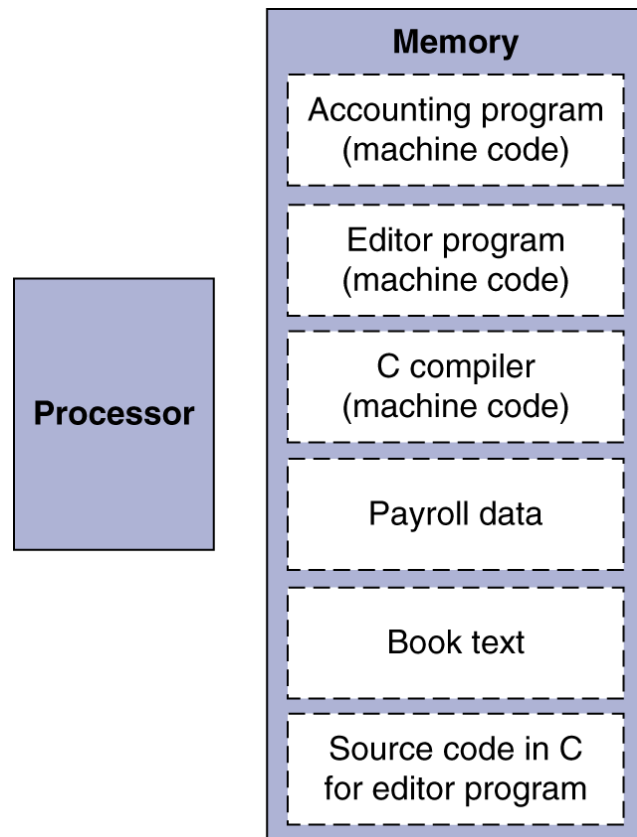 Memory
Accounting program
(machine code)
Editor program
(machine code)
C compiler
(machine code)
Processor
Payroll data
Book text
Source code in C
for editor program